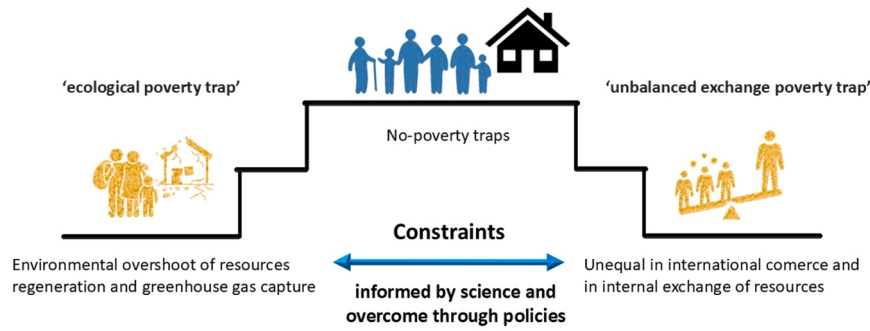 'ecological poverty trap'
'unbalanced exchange poverty trap'
No-poverty traps
Constraints
Environmental overshoot of resources
regeneration and greenhouse gas capture
informed by science and
overcome through policies
Unequal in international comerce and
in internal exchange of resources